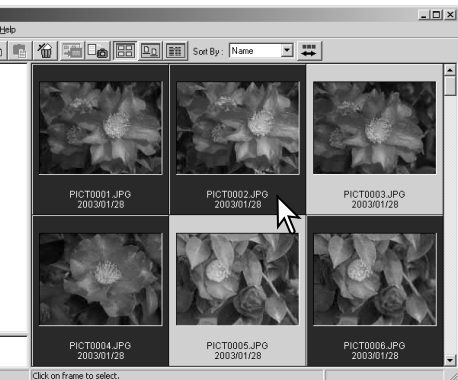 Help
Sort By: Name
PICT0001.JPG
2003/01/28
PICT0002.JPG
2003/01/28
PICT0003.JPG
2003/01/28
PICT0004.JPG
2003/01/28
PICT0005.JPG
2003/01/28
PICT0006.JPG
2003/01/28
Click on frame to select.